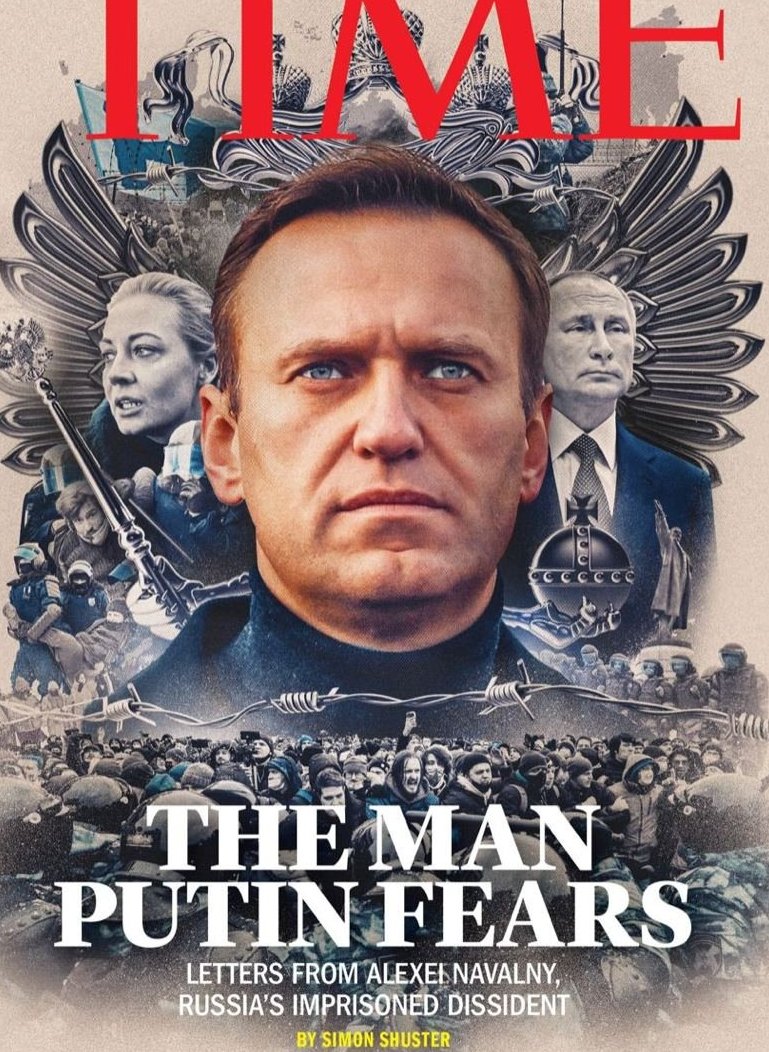 TIME
THE MAN
PUTIN FEARS
LETTERS FROM ALEXEI NAVALNY,
RUSSIA'S IMPRISONED DISSIDENT
BY SIMON SHUSTER